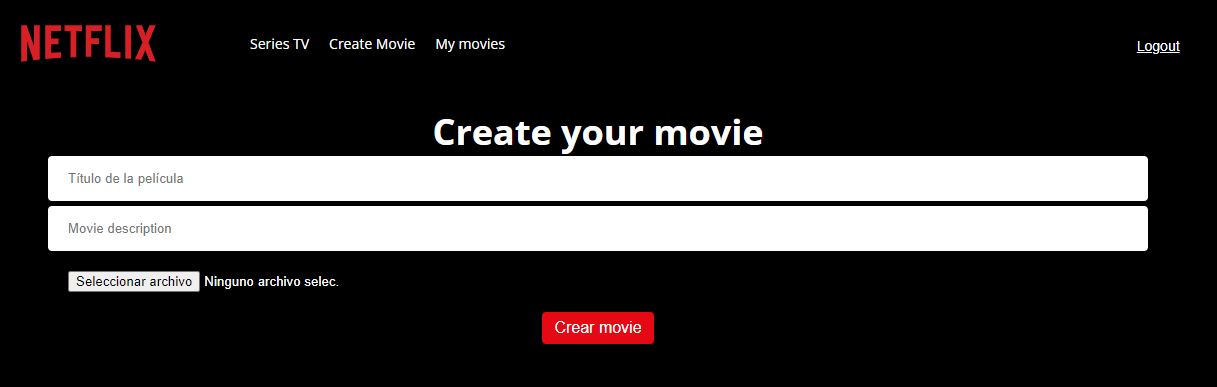 NETFLIX
Series TV Create Movie My movies
Logout
Create your movie
Título de la película
Movie description
Seleccionar archivo Ninguno archivo selec.
Crear movie